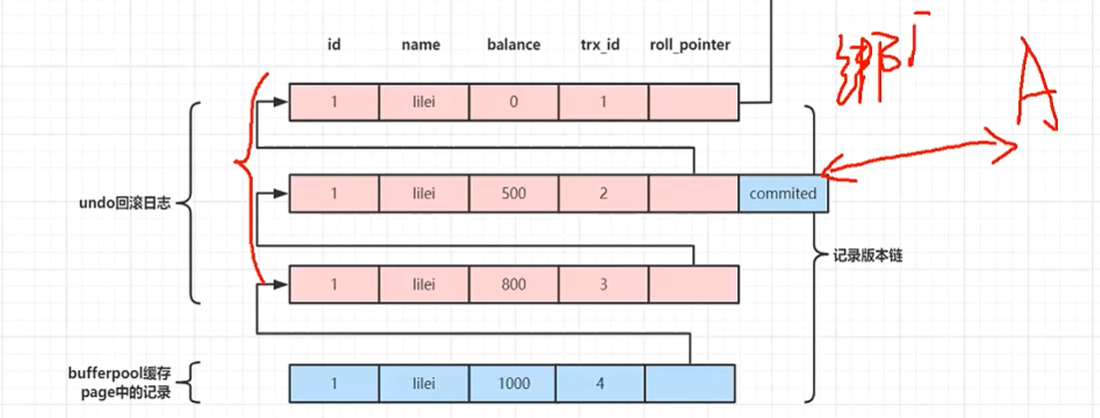 id name balance trx_id roll_pointer
绑定
A
1 lilei 0 1
1 lilei 500 2 commited
undo回滚日志
记录版本链
1 lilei 800 3
bufferpool缓存
page中的记录
1 lilei 1000 4